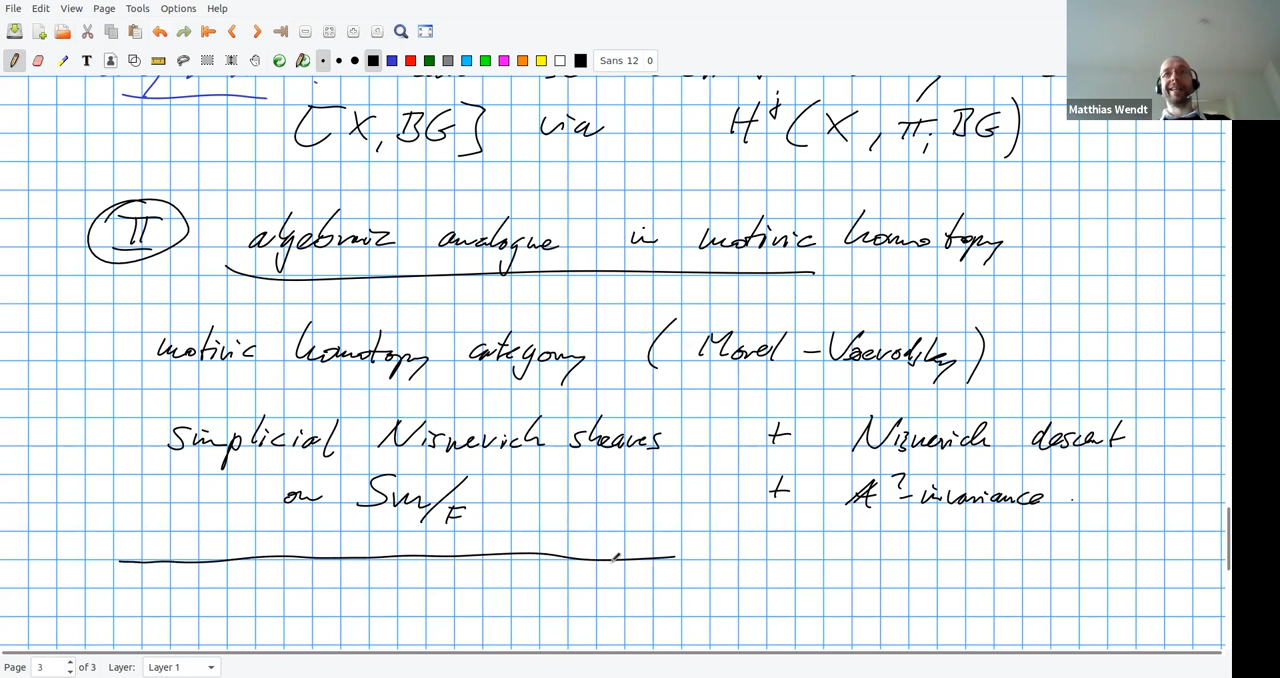 File Edit View Page Tools Options Help
Sans 12 0
Matthias Wendt
[X, BG] via H^j(X, π_i BG)
II algebraic analogue in motivic homotopy
motivic homotopy category (Morel - Voevodsky)
simplicial Nisnevich sheaves + Nisnevich descent
on Sm/F + A^1-invariance.
Page 3 of 3 Layer: Layer 1